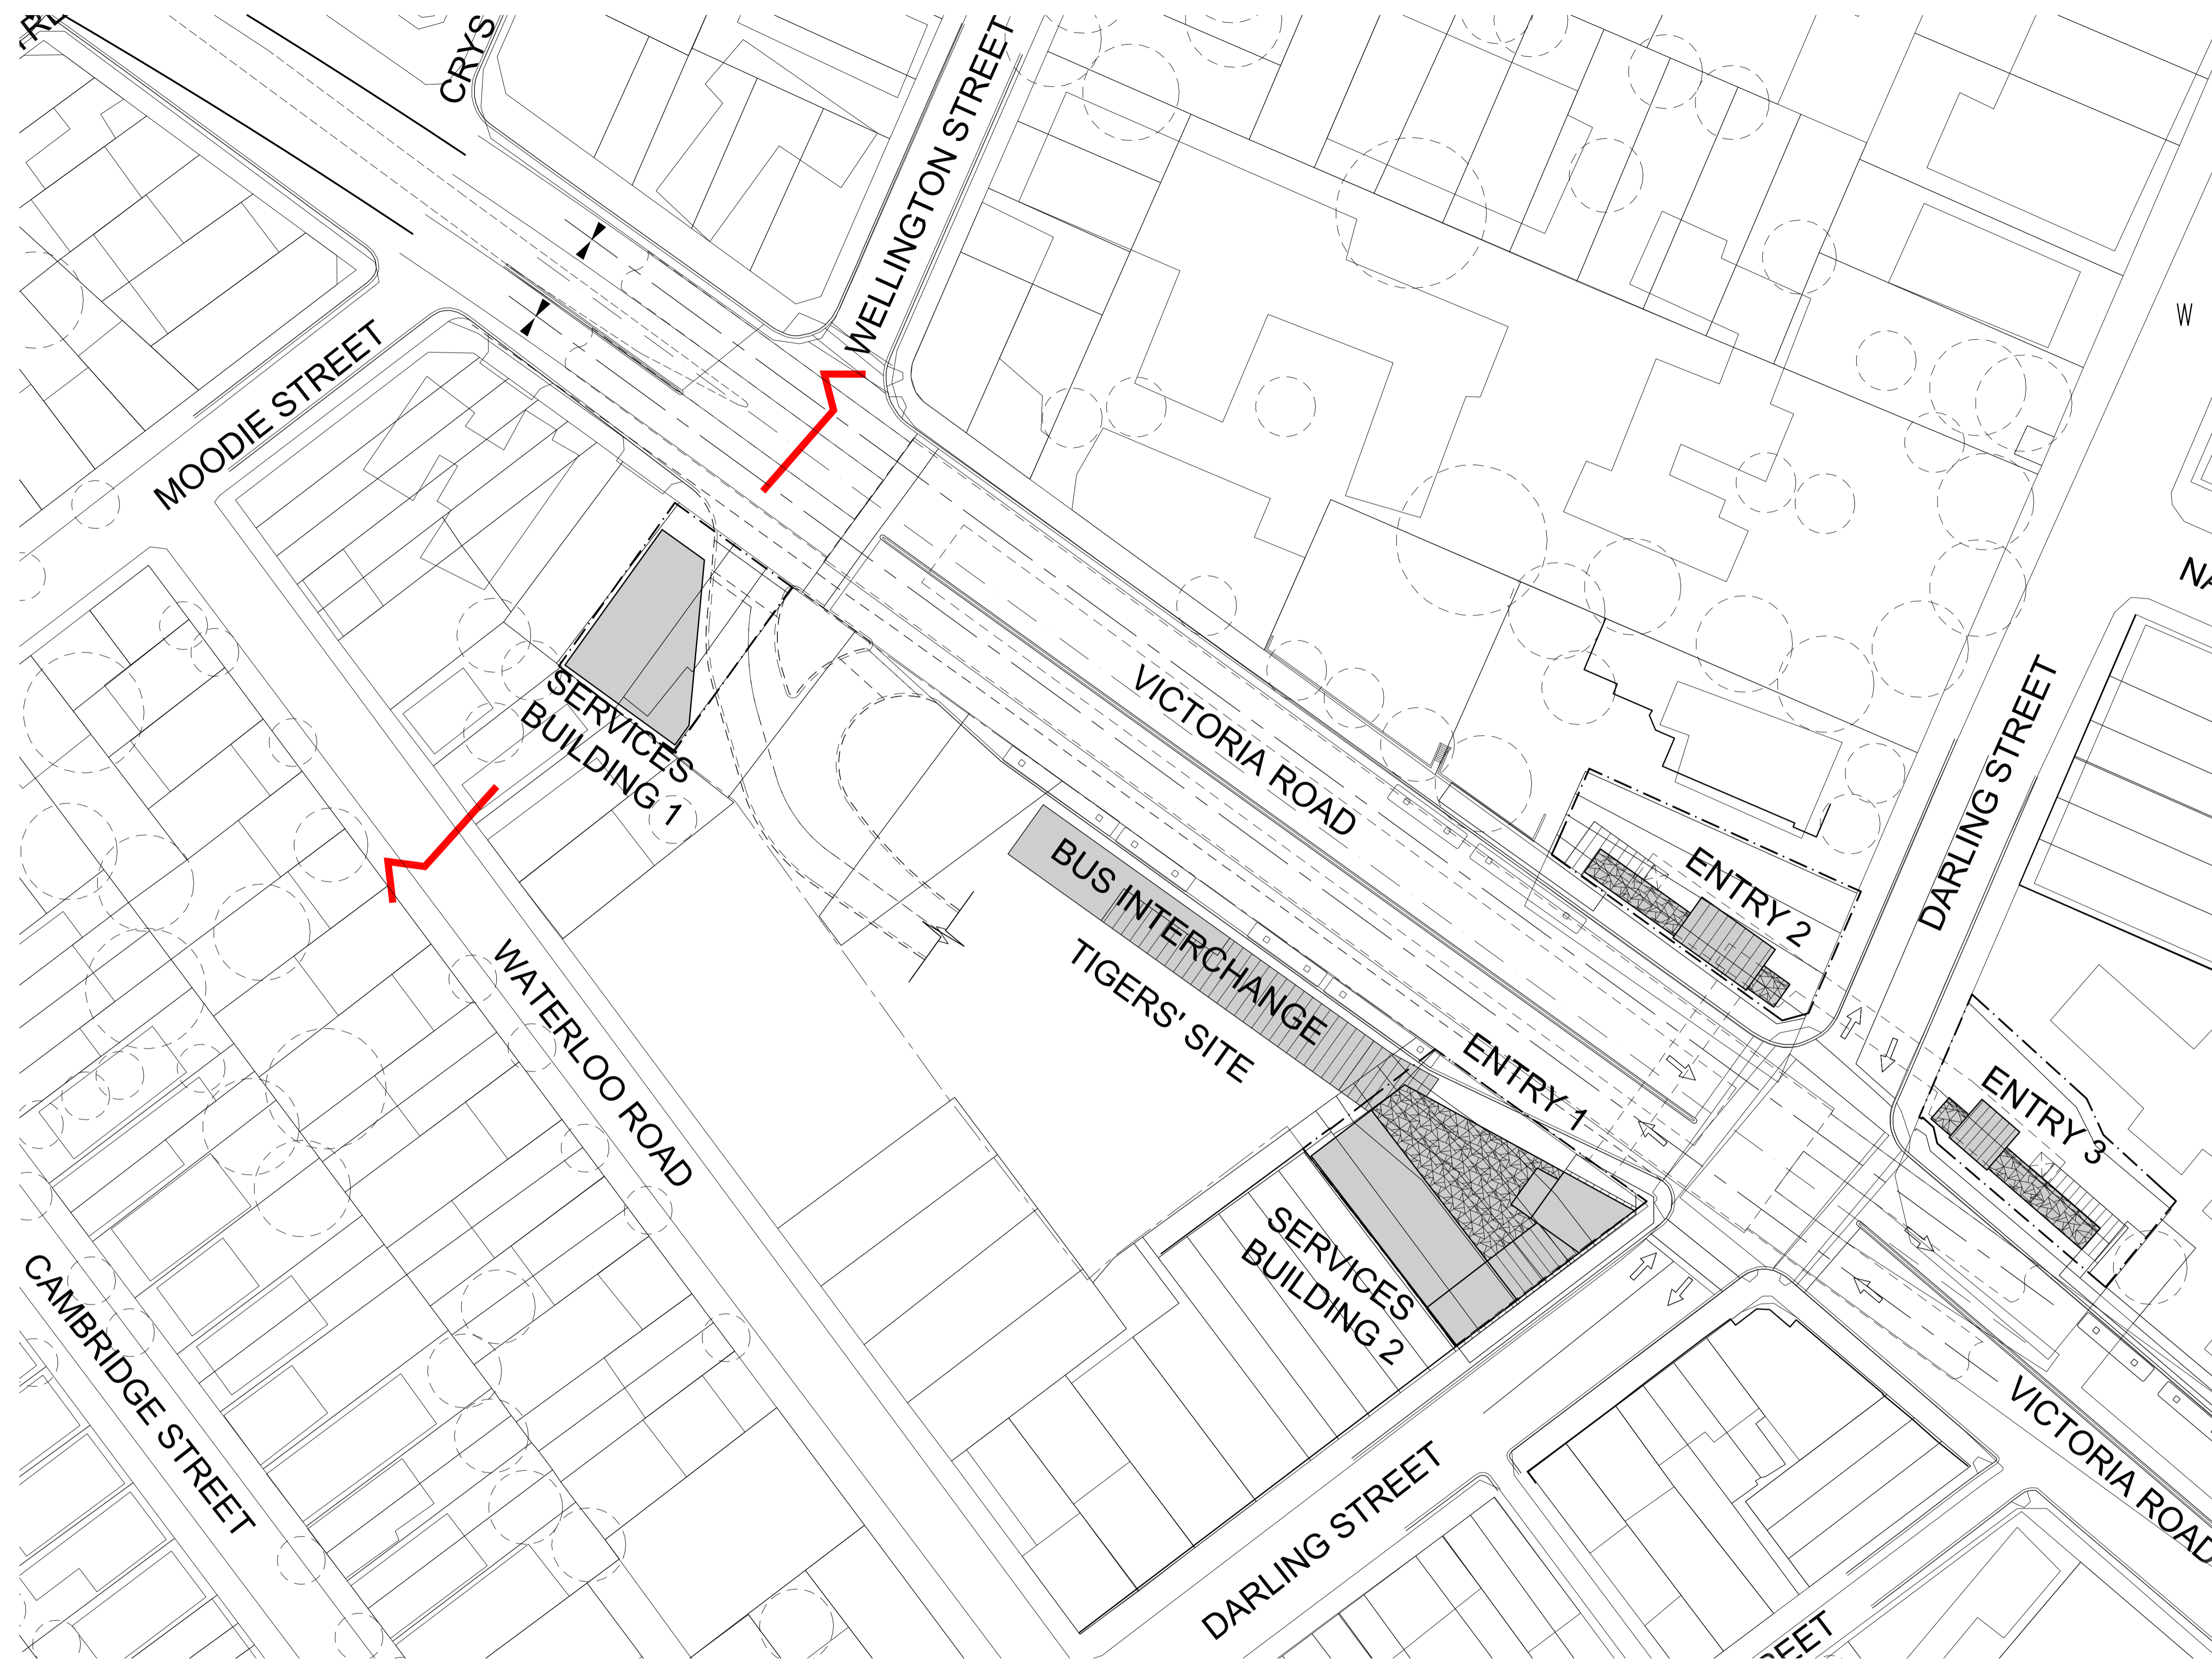 CRYS
WELLINGTON STREET
W
MOODIE STREET
NA
SERVICES
BUILDING 1
VICTORIA ROAD
DARLING STREET
BUS INTERCHANGE
ENTRY 2
TIGERS' SITE
WATERLOO ROAD
ENTRY 1
ENTRY 3
SERVICES
BUILDING 2
CAMBRIDGE STREET
VICTORIA ROAD
DARLING STREET
REET